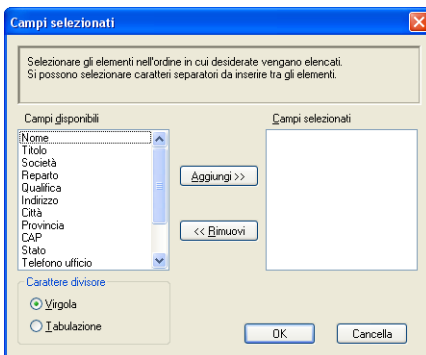 Campi selezionati
Selezionare gli elementi nell'ordine in cui desiderate vengano elencati.
Si possono selezionare caratteri separatori da inserire tra gli elementi.
Campi disponibili
Campi selezionati
Nome
Titolo
Società
Reparto
Qualifica
Indirizzo
Città
Provincia
CAP
Stato
Telefono ufficio
Aggiungi >>
<< Rimuovi
Carattere divisore
Virgola
Tabulazione
OK
Cancella